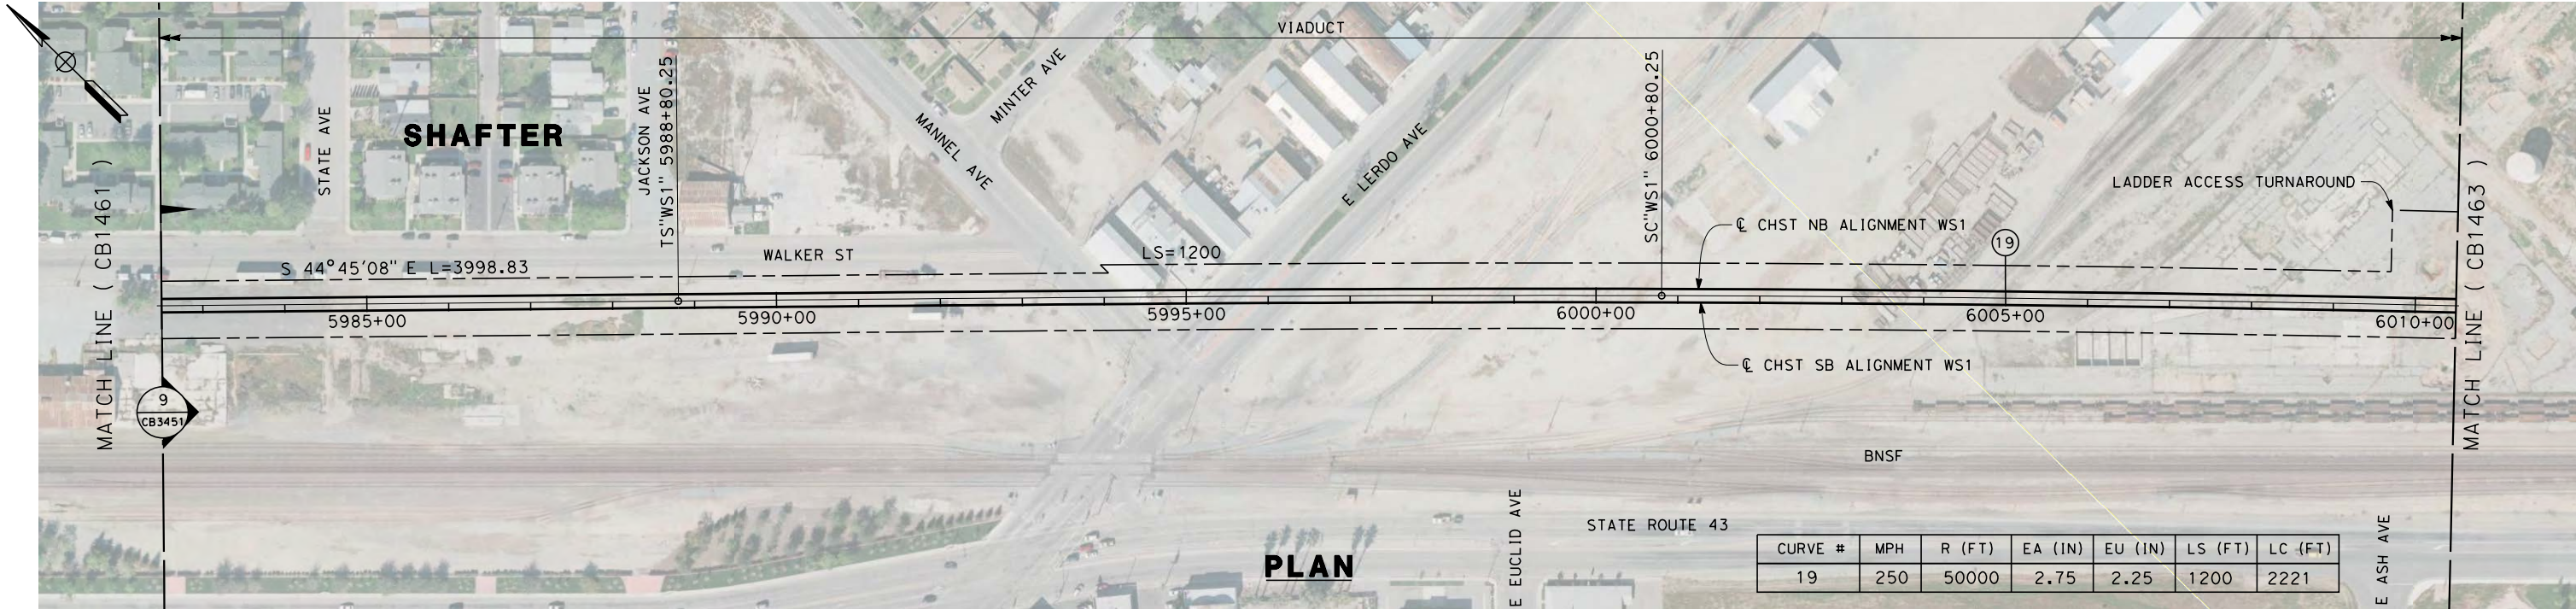 VIADUCT
SHAFTER
STATE AVE
JACKSON AVE
TS"WS1" 5988+80.25
MANNEL AVE
MINTER AVE
E LERDO AVE
SC"WS1" 6000+80.25
LADDER ACCESS TURNAROUND
MATCH LINE ( CB1461 )
MATCH LINE ( CB1463 )
℄ CHST NB ALIGNMENT WS1
19
S 44°45'08" E L=3998.83
WALKER ST
LS=1200
5985+00
5990+00
5995+00
6000+00
6005+00
6010+00
℄ CHST SB ALIGNMENT WS1
9
CB3451
BNSF
E EUCLID AVE
STATE ROUTE 43
E ASH AVE
PLAN
CURVE # MPH R (FT) EA (IN) EU (IN) LS (FT) LC (FT)
19 250 50000 2.75 2.25 1200 2221